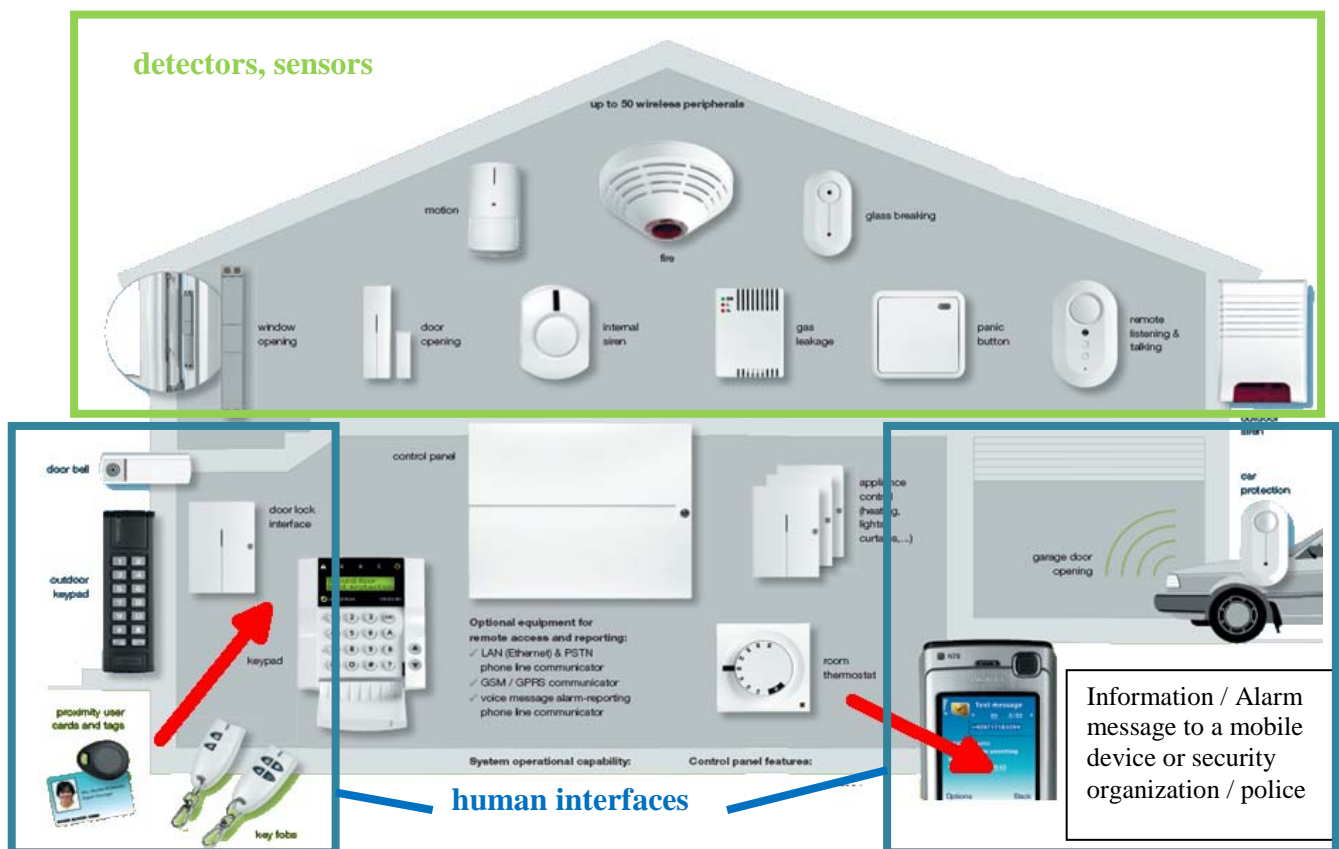 detectors, sensors
up to 50 wireless peripherals
motion
fire
glass breaking
window
opening
door
opening
internal
siren
gas
leakage
panic
button
remote
listening &
talking
siren
door bell
door lock
interface
outdoor
keypad
keypad
proximity user
cards and tags
key fobs
control panel
Optional equipment for
remote access and reporting:
✓ LAN (Ethernet) & PSTN
phone line communicator
✓ GSM / GPRS communicator
✓ voice message alarm-reporting
phone line communicator
System operational capability:
Control panel features:
appliance
control
(heating,
lights
curtains,...)
room
thermostat
garage door
opening
car
protection
N78
Text message
Options
Back
Information / Alarm
message to a mobile
device or security
organization / police
human interfaces